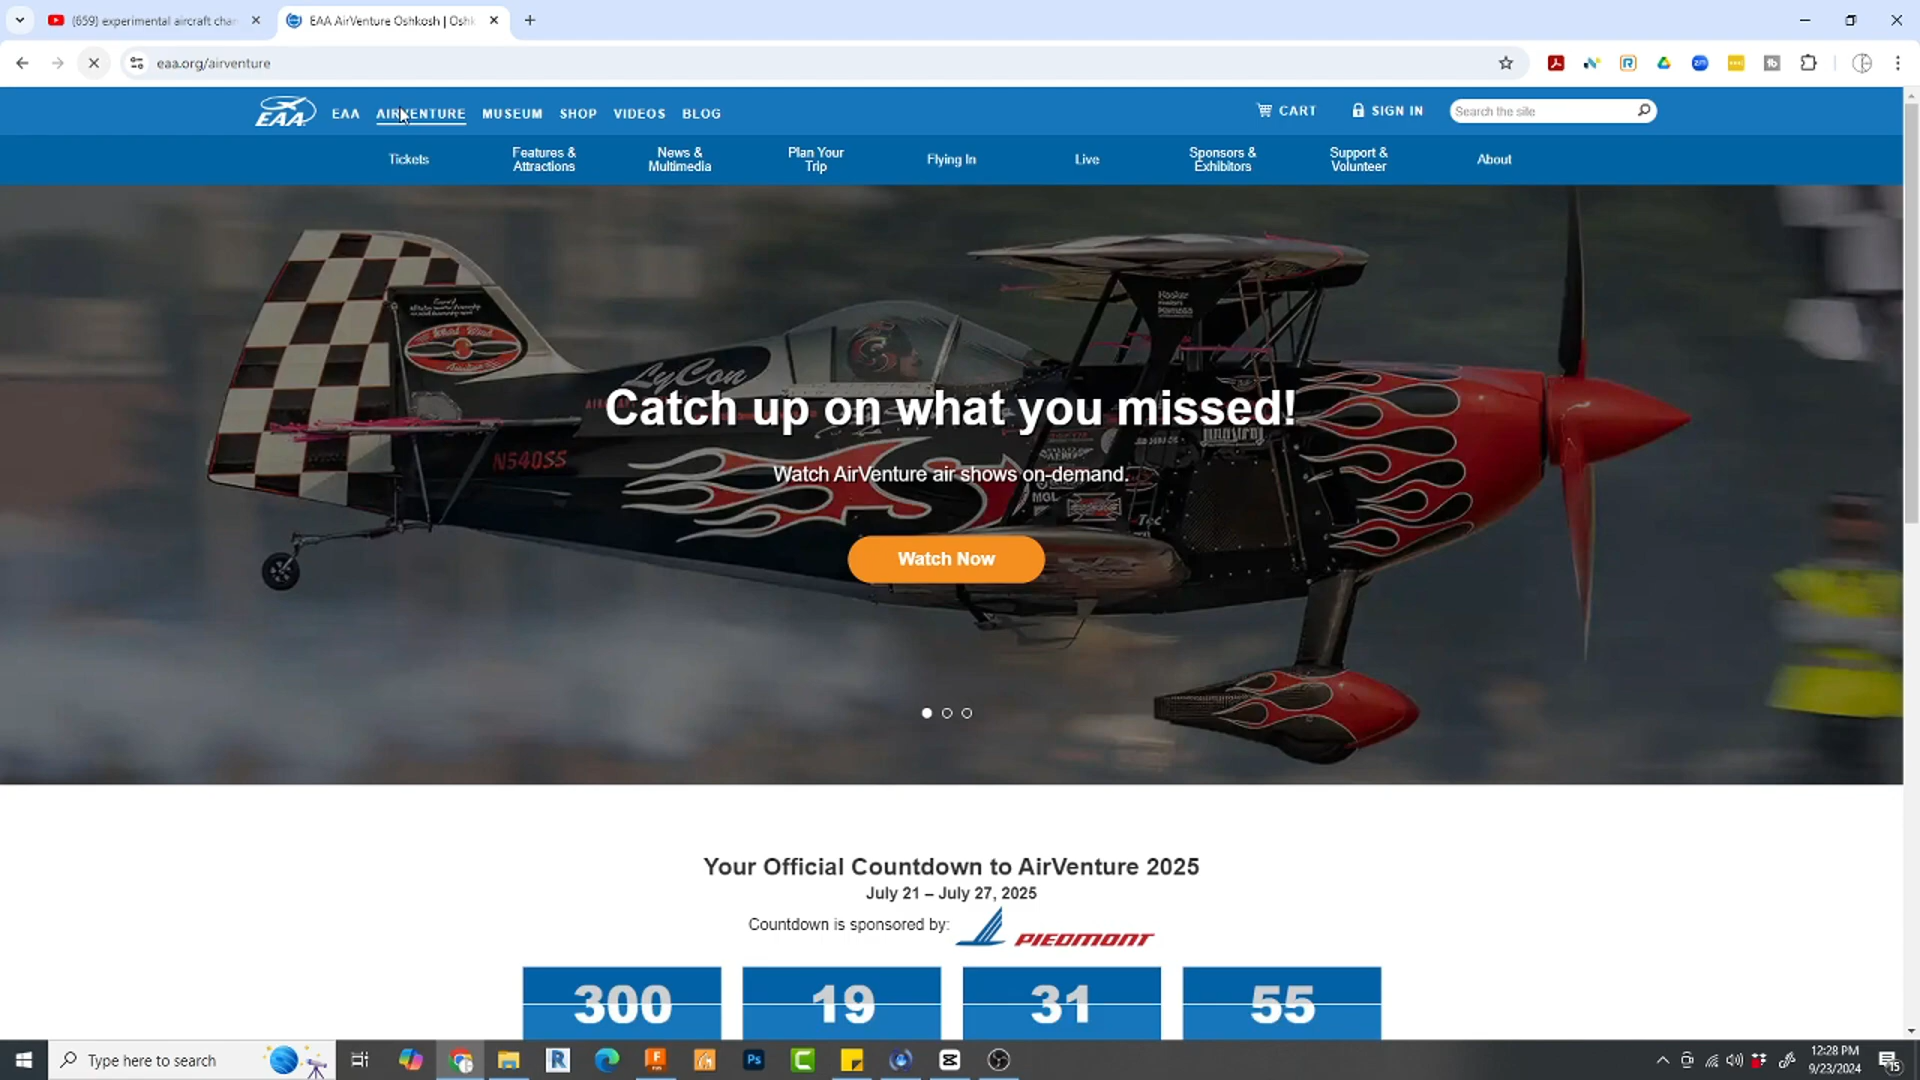 (659) experimental aircraft chan
EAA AirVenture Oshkosh | Oshk
eaa.org/airventure
EAA
EAA AIRVENTURE MUSEUM SHOP VIDEOS BLOG
CART
SIGN IN
Search the site
Tickets
Features &
Attractions
News &
Multimedia
Plan Your
Trip
Flying In
Live
Sponsors &
Exhibitors
Support &
Volunteer
About
LyCon
N540SS
MGL
Catch up on what you missed!
Watch AirVenture air shows on-demand.
Watch Now
Your Official Countdown to AirVenture 2025
July 21 – July 27, 2025
Countdown is sponsored by: PIEDMONT
300 19 31 55
Type here to search
12:28 PM
9/23/2024
15